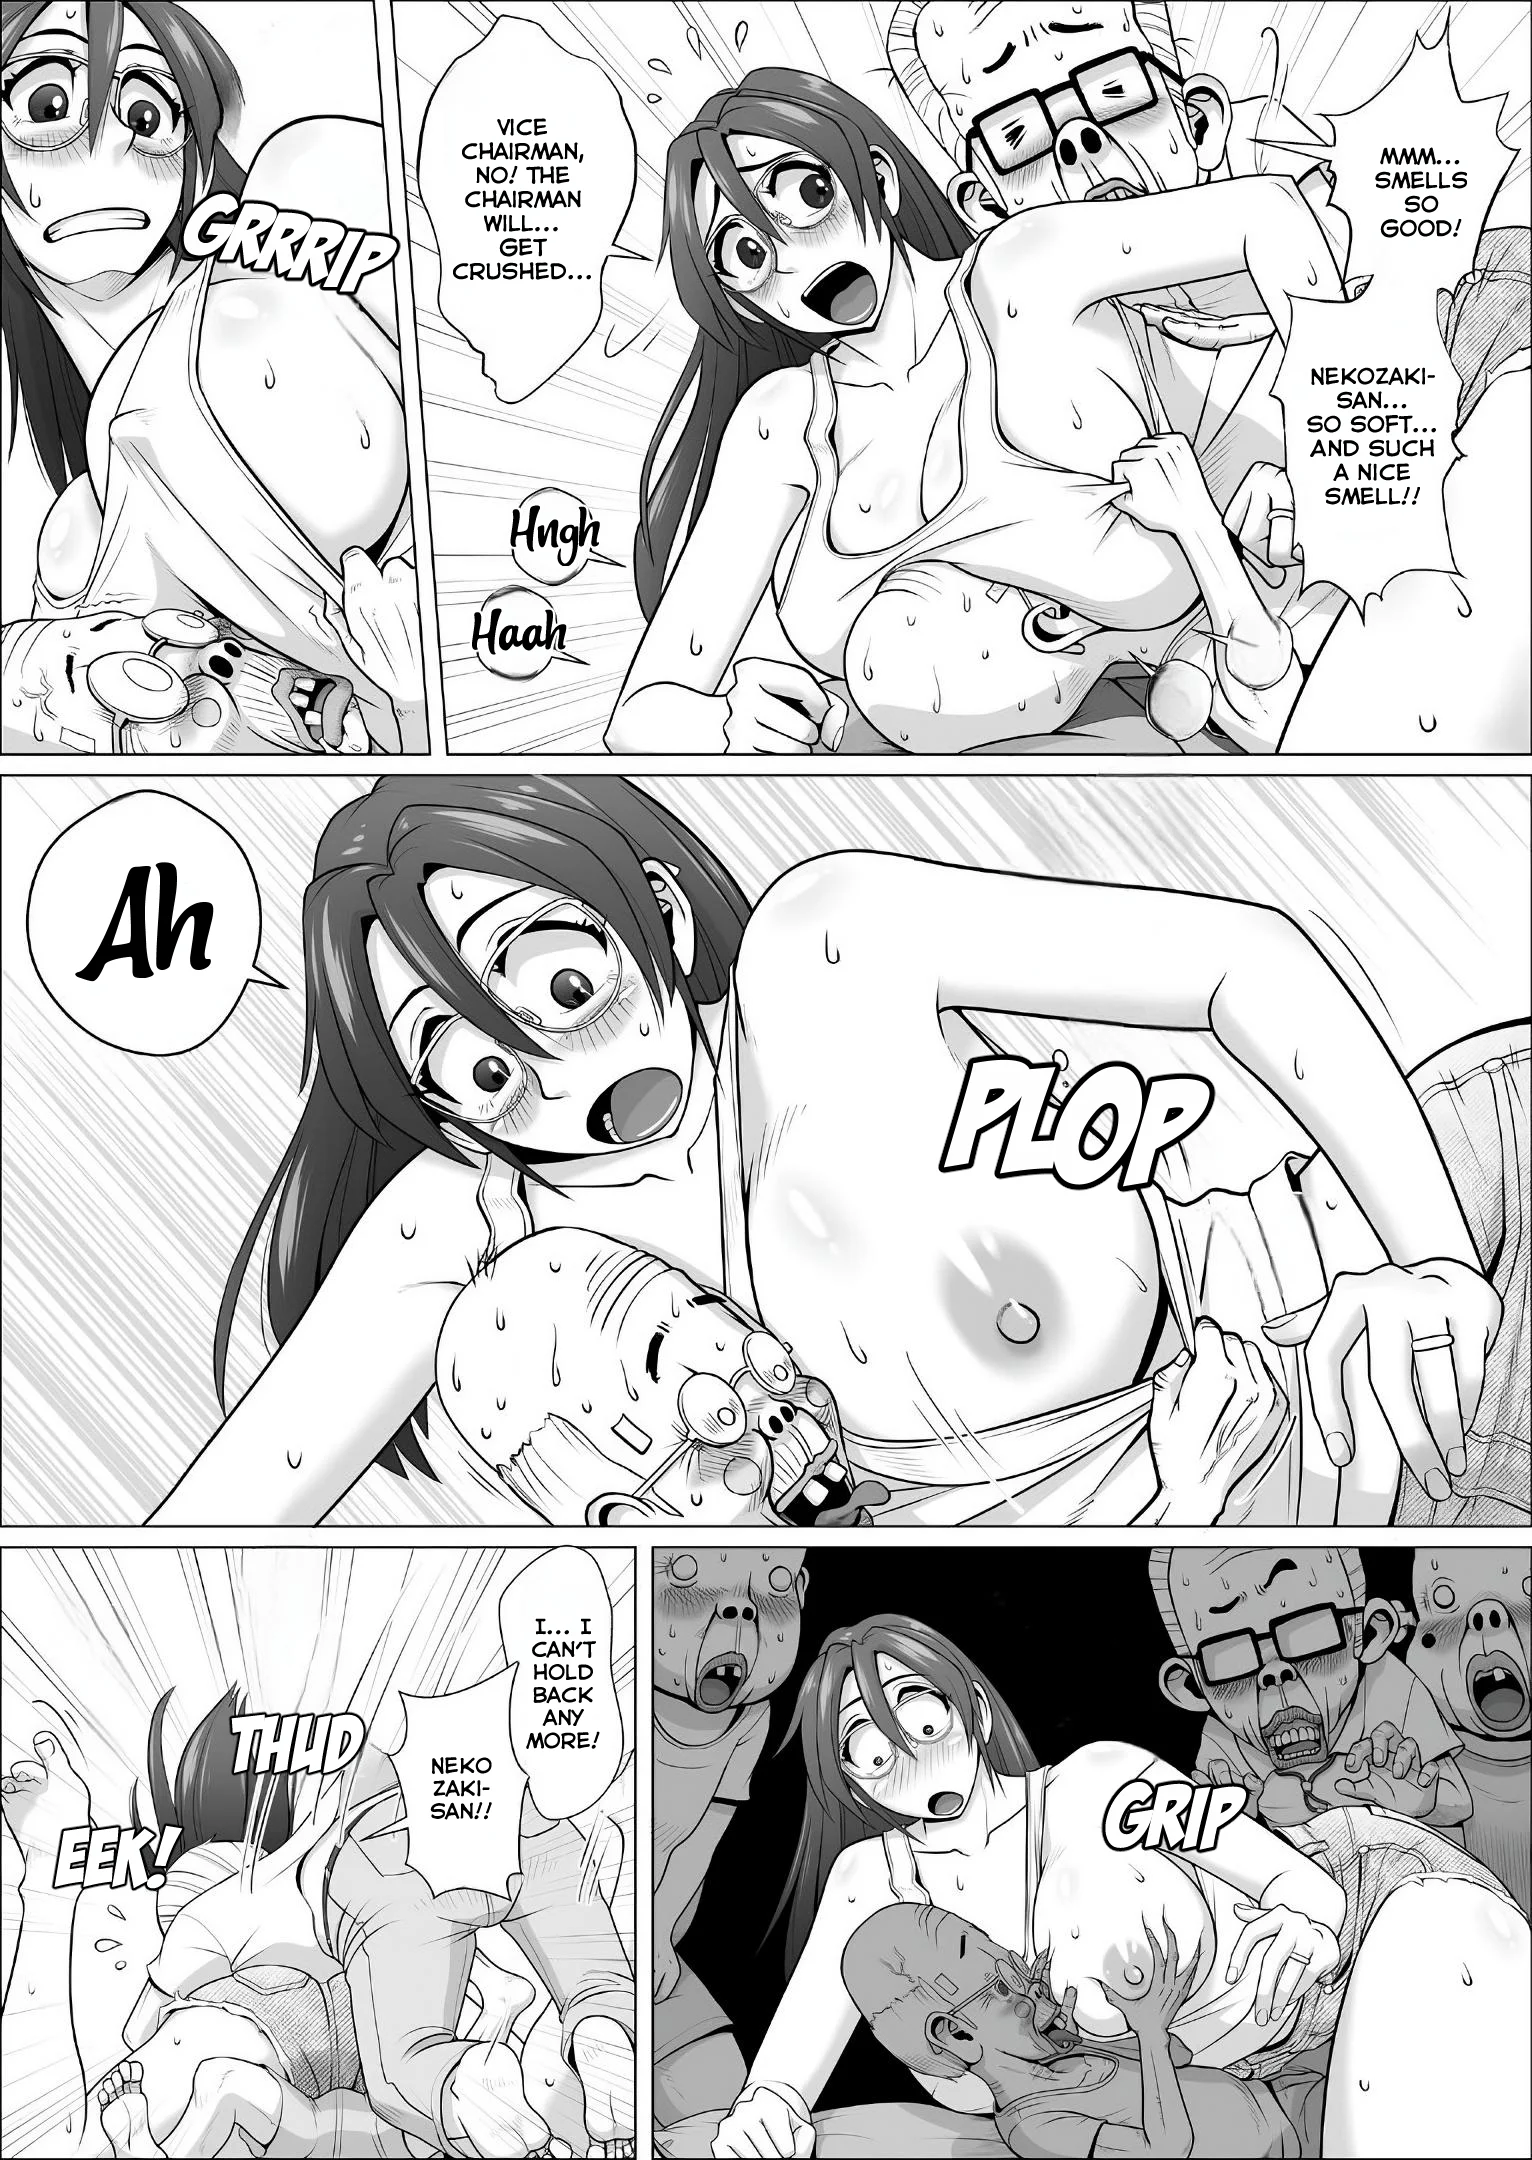 GRRRIP
VICE
CHAIRMAN,
NO! THE
CHAIRMAN
WILL...
GET
CRUSHED...
MMM...
SMELLS
SO
GOOD!
NEKOZAKI-
SAN...
SO SOFT...
AND SUCH
A NICE
SMELL!!
Hngh
Haah
Ah
PLOP
I... I
CAN'T
HOLD
BACK
ANY
MORE!
NEKO
ZAKI-
SAN!!
THUD
EEK!
GRIP